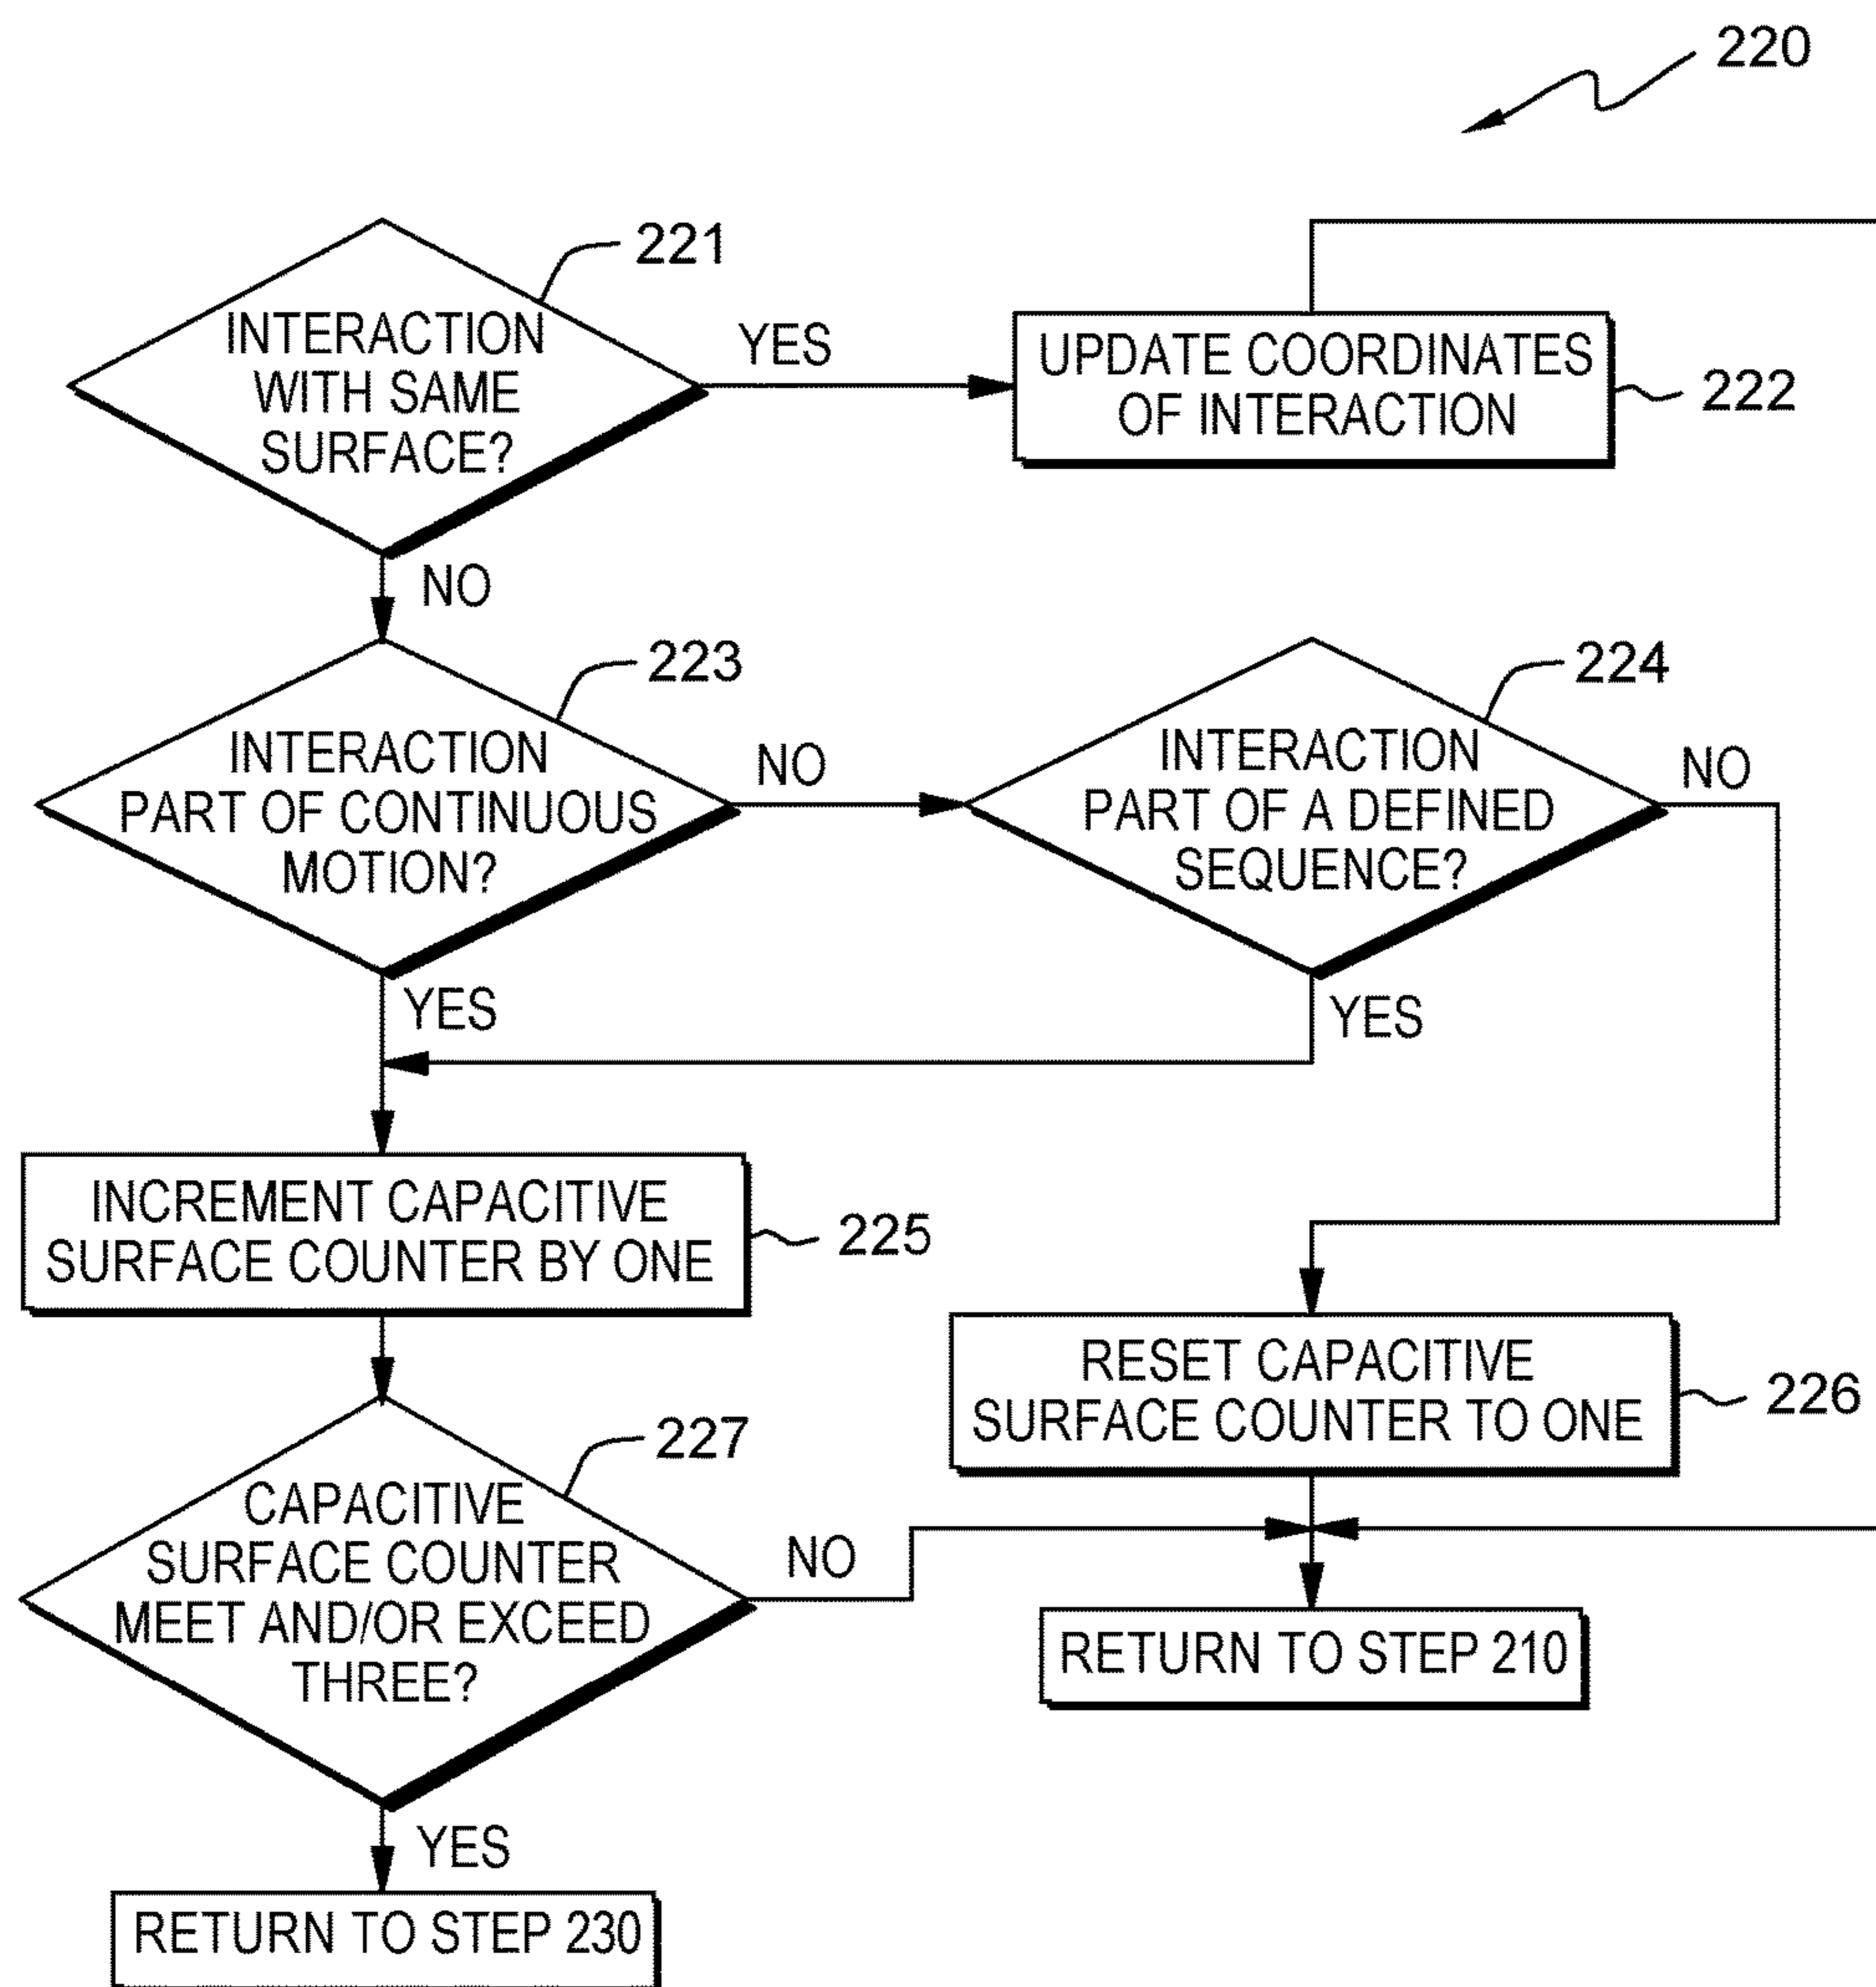 220
221
INTERACTION
WITH SAME
SURFACE?
YES
UPDATE COORDINATES
OF INTERACTION
222
NO
223
INTERACTION
PART OF CONTINUOUS
MOTION?
NO
224
INTERACTION
PART OF A DEFINED
SEQUENCE?
NO
YES
YES
INCREMENT CAPACITIVE
SURFACE COUNTER BY ONE
225
RESET CAPACITIVE
SURFACE COUNTER TO ONE
226
227
CAPACITIVE
SURFACE COUNTER
MEET AND/OR EXCEED
THREE?
NO
RETURN TO STEP 210
YES
RETURN TO STEP 230